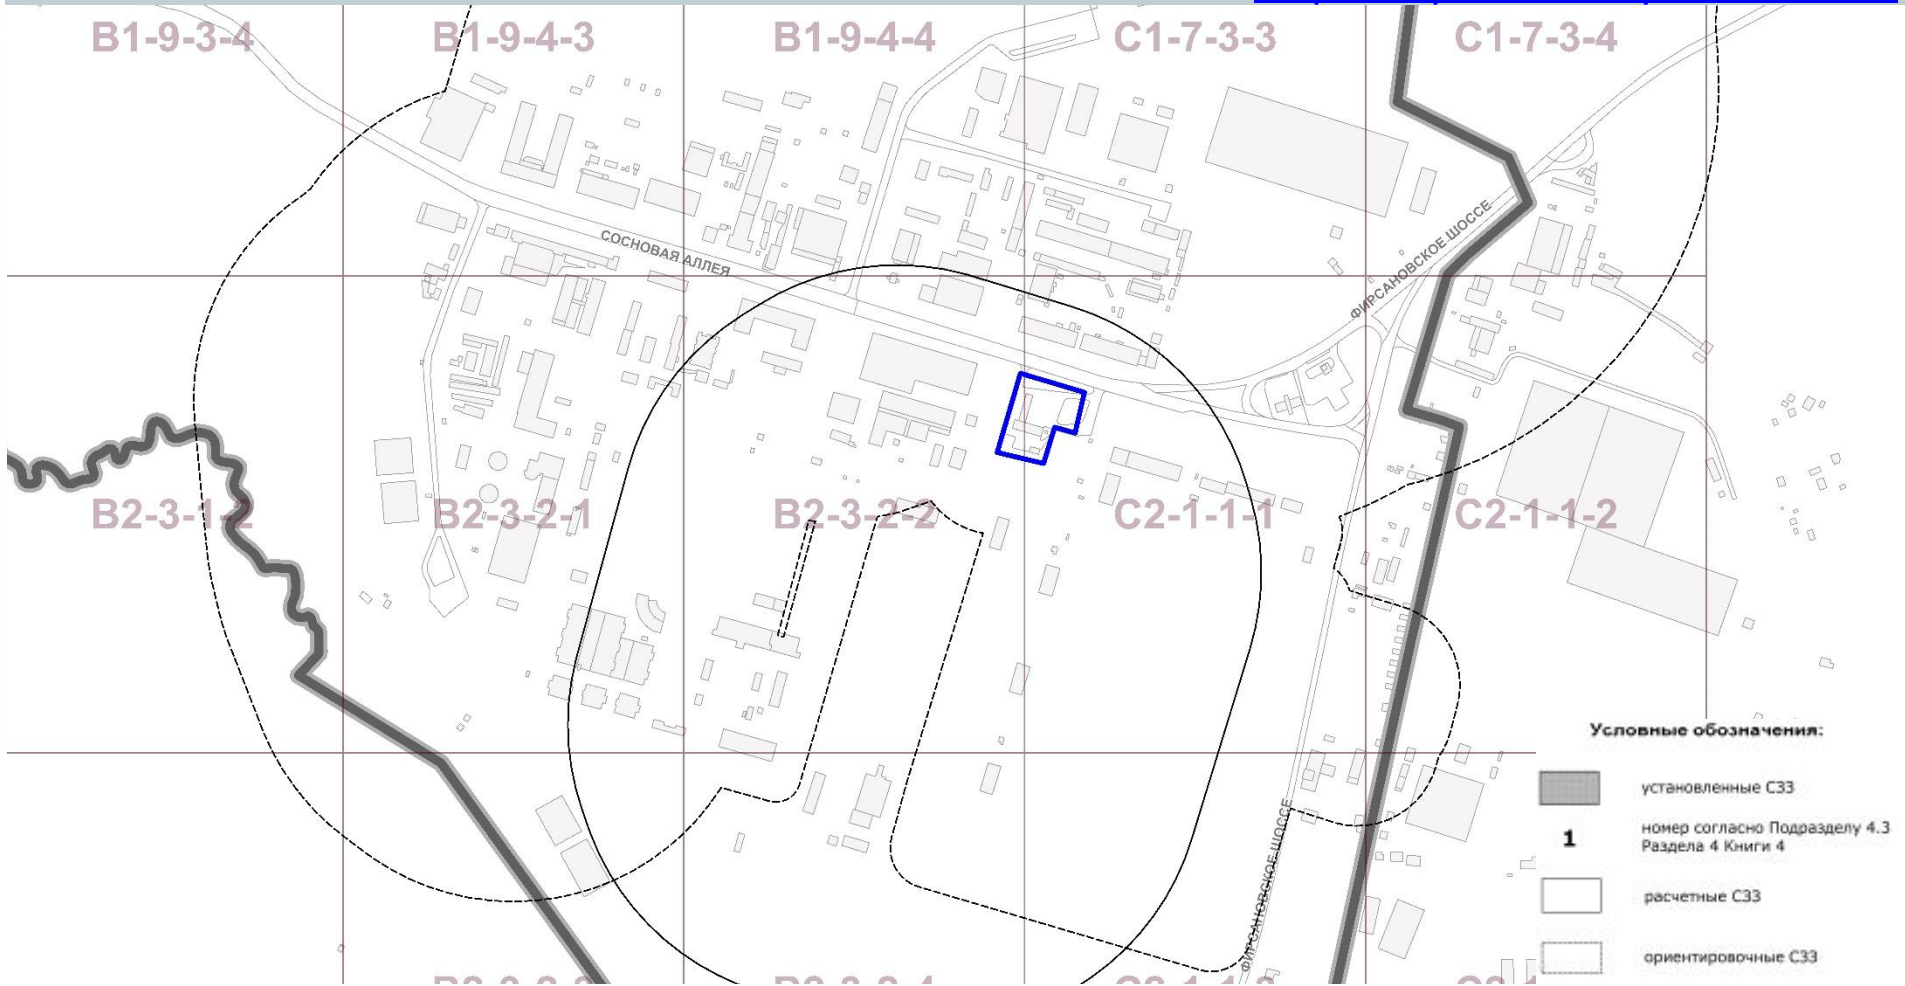 B1-9-3-4
B1-9-4-3
B1-9-4-4
C1-7-3-3
C1-7-3-4
СОСНОВАЯ АЛЛЕЯ
ФИРСАНОВСКОЕ ШОССЕ
B2-3-1-2
B2-3-2-1
B2-3-2-2
C2-1-1-1
C2-1-1-2
ФИРСАНОВСКОЕ ШОССЕ
Условные обозначения:
установленные СЗЗ
1
номер согласно Подразделу 4.3
Раздела 4 Книги 4
расчетные СЗЗ
ориентировочные СЗЗ